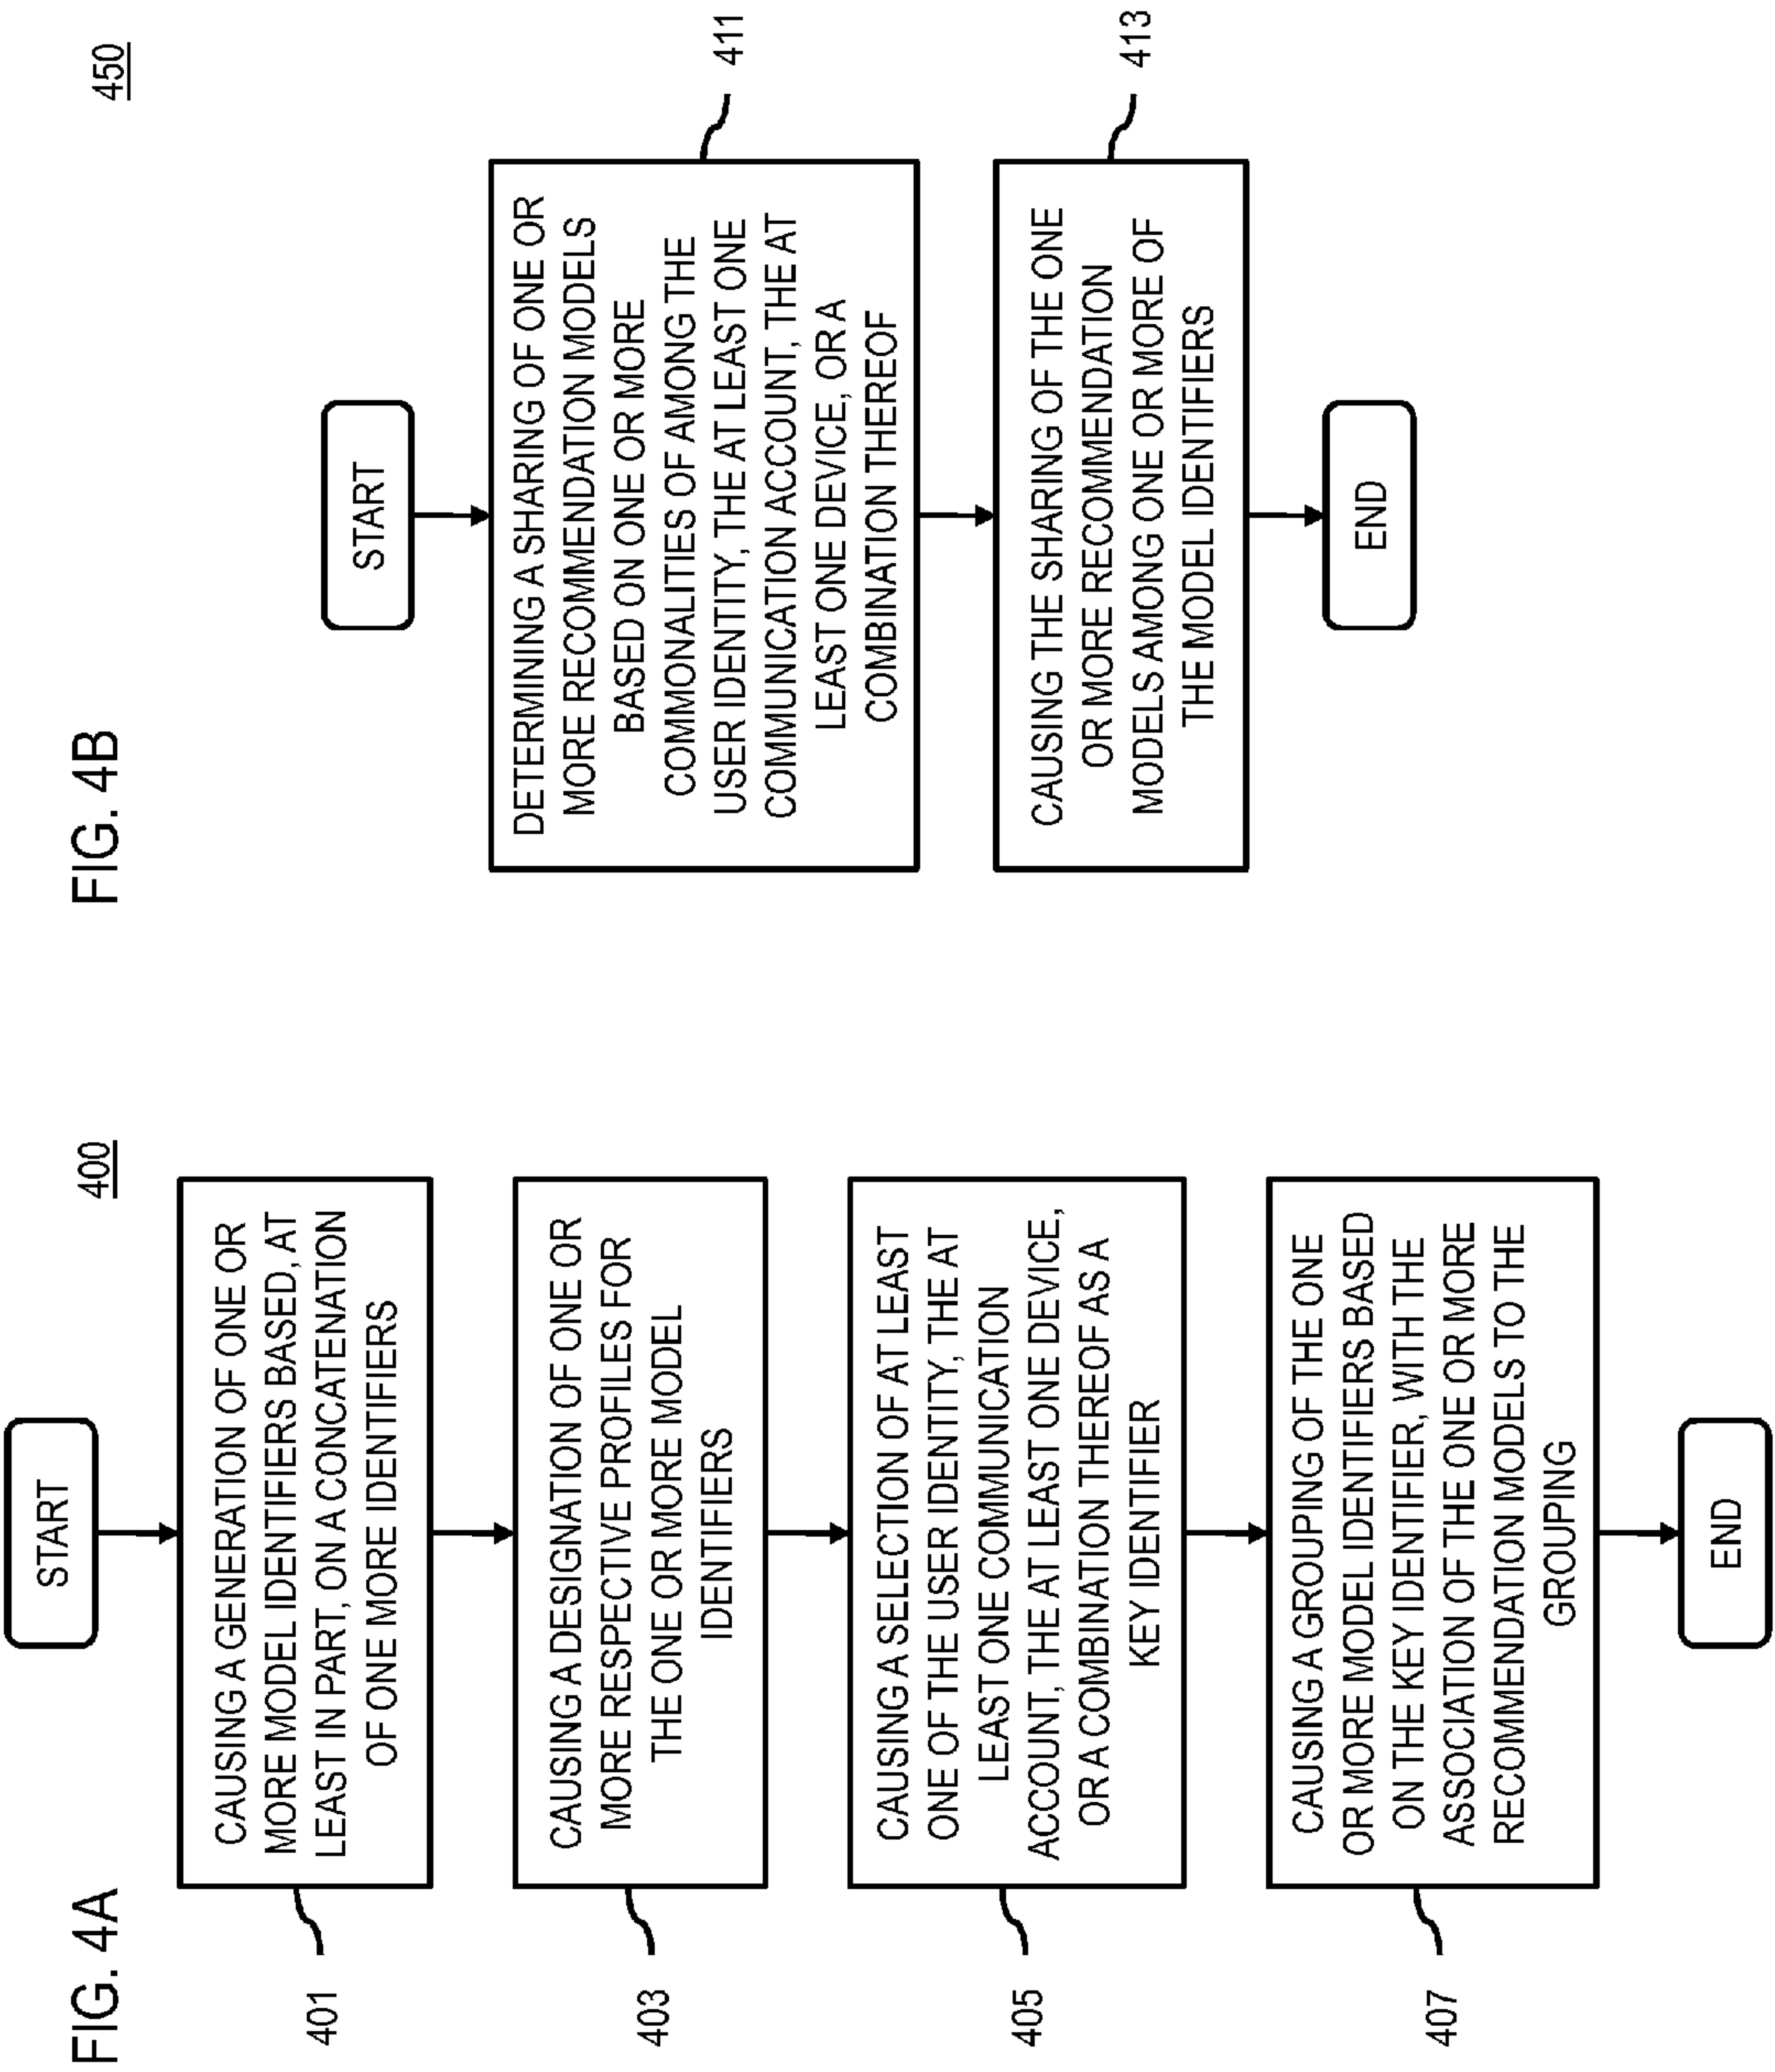 FIG. 4A
400
START
CAUSING A GENERATION OF ONE OR
MORE MODEL IDENTIFIERS BASED, AT
LEAST IN PART, ON A CONCATENATION
OF ONE MORE IDENTIFIERS
401
CAUSING A DESIGNATION OF ONE OR
MORE RESPECTIVE PROFILES FOR
THE ONE OR MORE MODEL
IDENTIFIERS
403
CAUSING A SELECTION OF AT LEAST
ONE OF THE USER IDENTITY, THE AT
LEAST ONE COMMUNICATION
ACCOUNT, THE AT LEAST ONE DEVICE,
OR A COMBINATION THEREOF AS A
KEY IDENTIFIER
405
CAUSING A GROUPING OF THE ONE
OR MORE MODEL IDENTIFIERS BASED
ON THE KEY IDENTIFIER, WITH THE
ASSOCIATION OF THE ONE OR MORE
RECOMMENDATION MODELS TO THE
GROUPING
407
END
FIG. 4B
450
START
DETERMINING A SHARING OF ONE OR
MORE RECOMMENDATION MODELS
BASED ON ONE OR MORE
COMMONALITIES OF AMONG THE
USER IDENTITY, THE AT LEAST ONE
COMMUNICATION ACCOUNT, THE AT
LEAST ONE DEVICE, OR A
COMBINATION THEREOF
411
CAUSING THE SHARING OF THE ONE
OR MORE RECOMMENDATION
MODELS AMONG ONE OR MORE OF
THE MODEL IDENTIFIERS
413
END